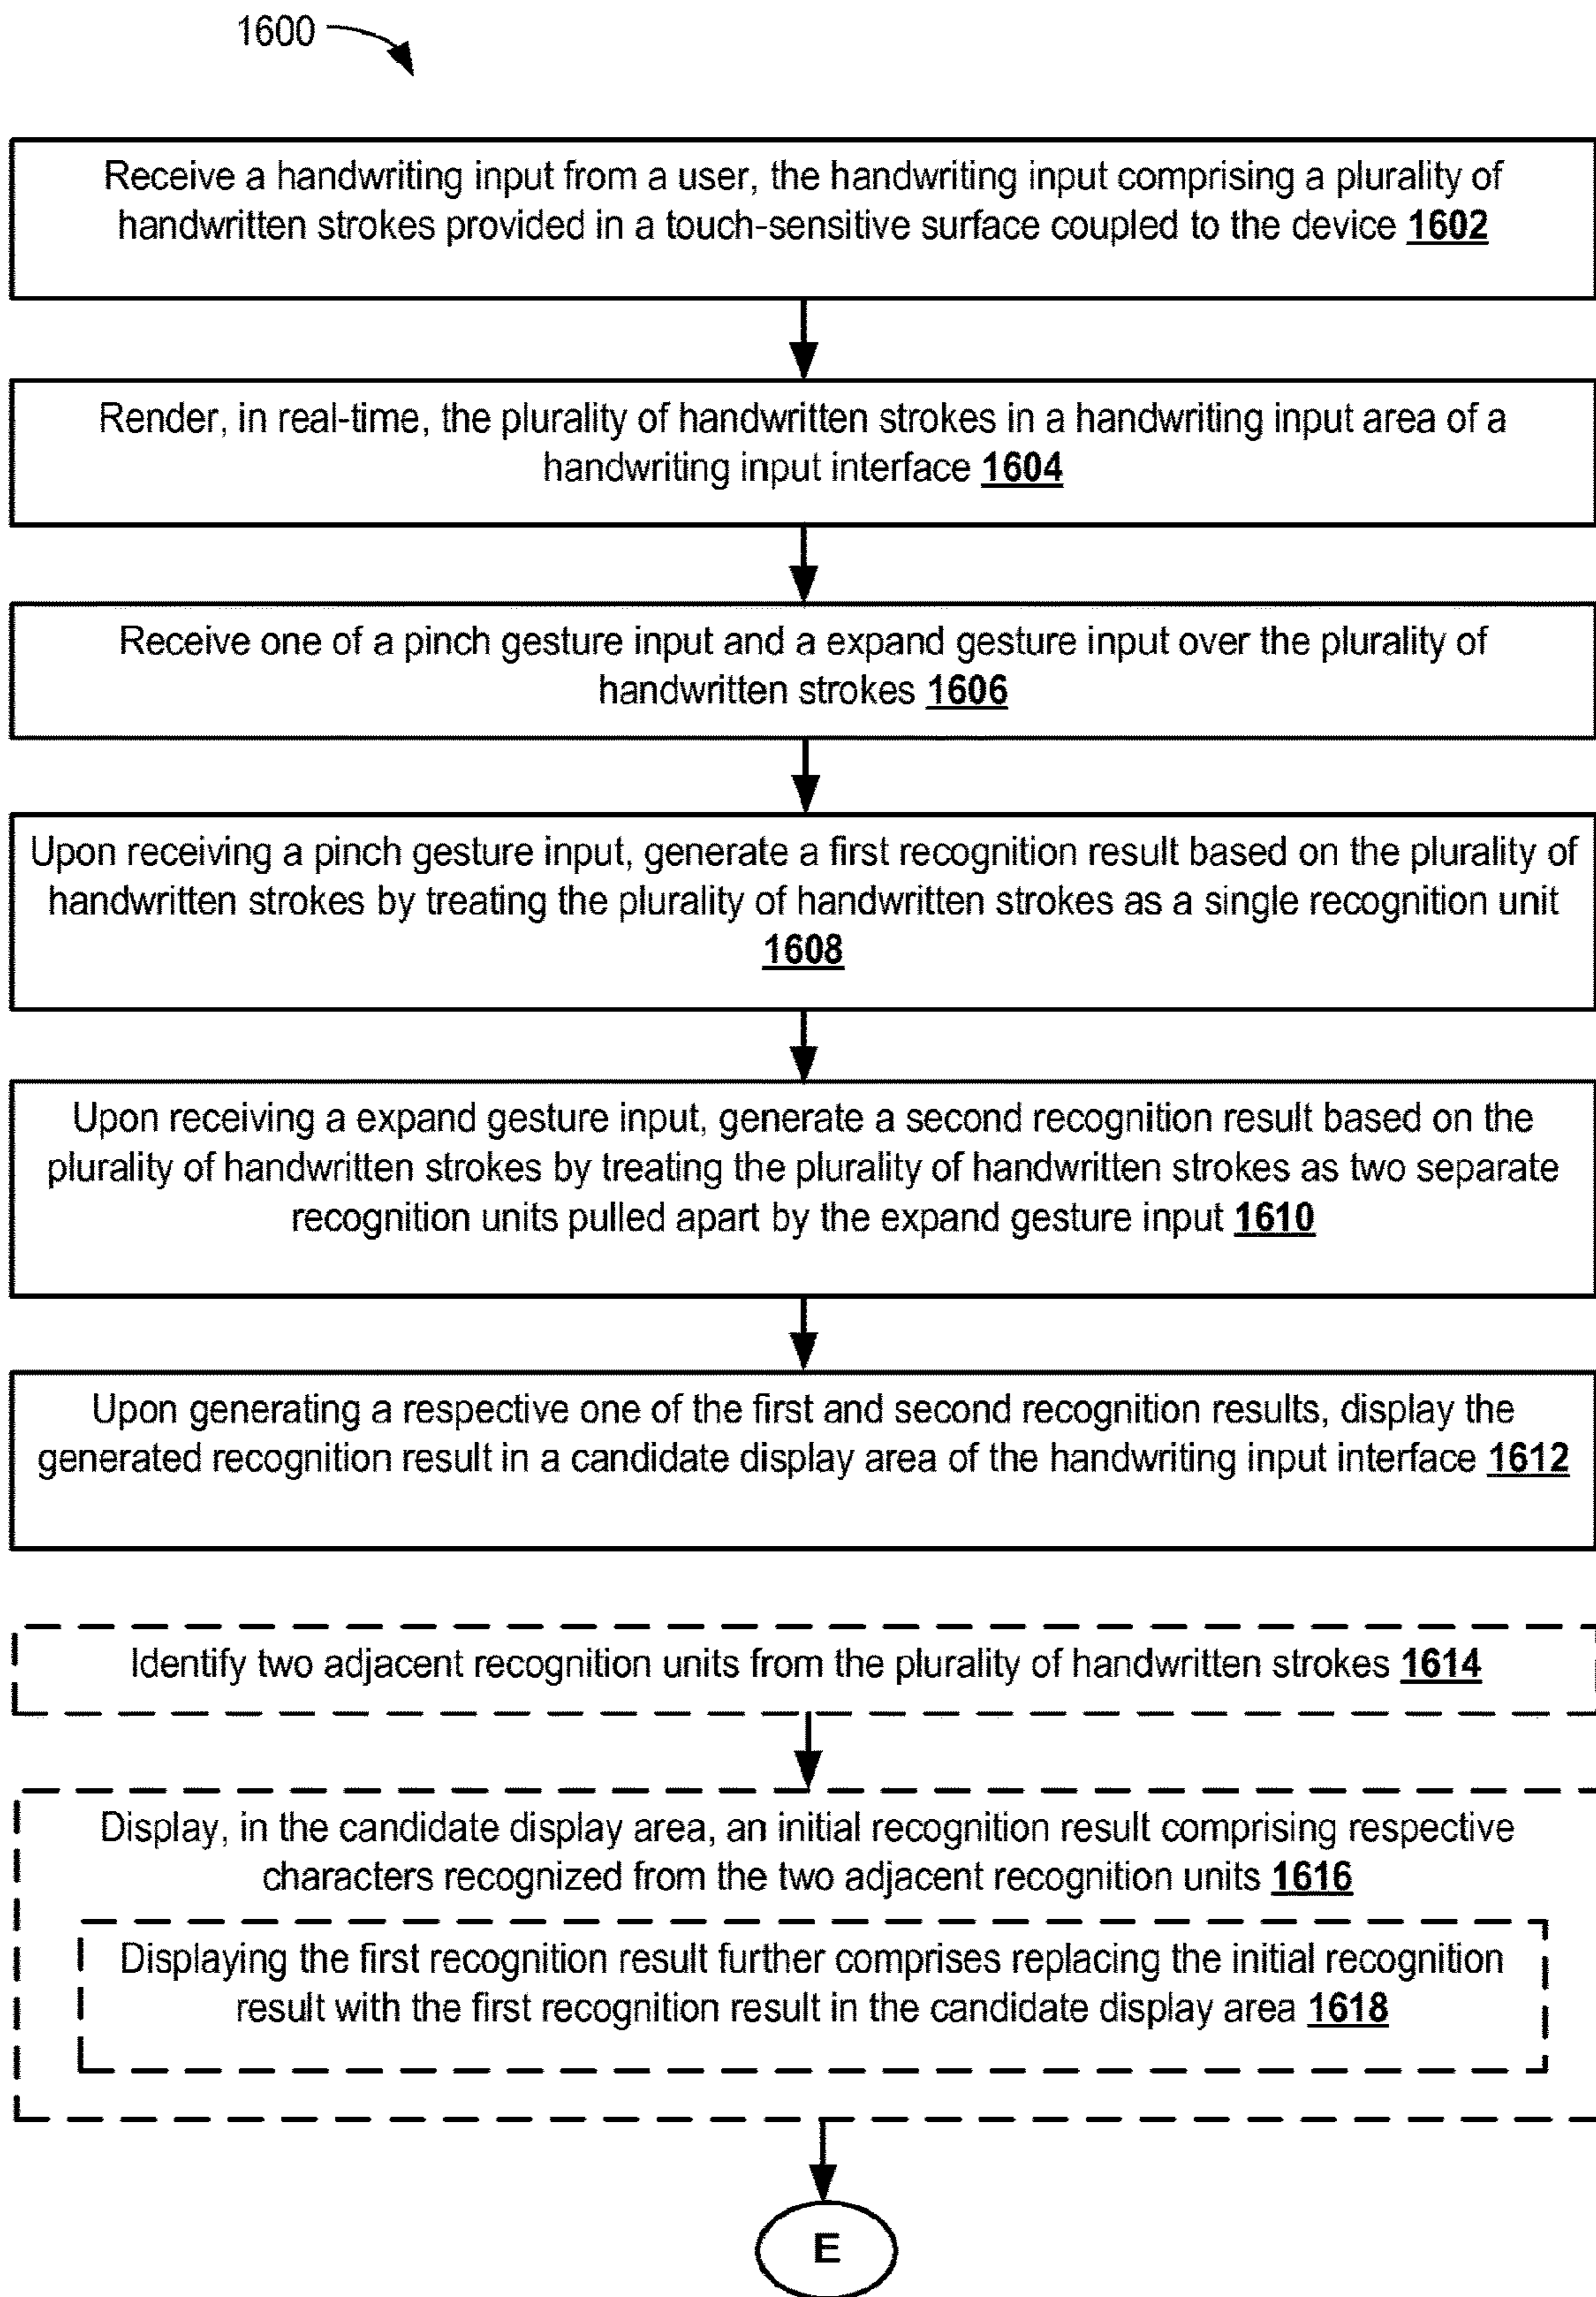 1600
Receive a handwriting input from a user, the handwriting input comprising a plurality of
handwritten strokes provided in a touch-sensitive surface coupled to the device 1602
Render, in real-time, the plurality of handwritten strokes in a handwriting input area of a
handwriting input interface 1604
Receive one of a pinch gesture input and a expand gesture input over the plurality of
handwritten strokes 1606
Upon receiving a pinch gesture input, generate a first recognition result based on the plurality of
handwritten strokes by treating the plurality of handwritten strokes as a single recognition unit
1608
Upon receiving a expand gesture input, generate a second recognition result based on the
plurality of handwritten strokes by treating the plurality of handwritten strokes as two separate
recognition units pulled apart by the expand gesture input 1610
Upon generating a respective one of the first and second recognition results, display the
generated recognition result in a candidate display area of the handwriting input interface 1612
Identify two adjacent recognition units from the plurality of handwritten strokes 1614
Display, in the candidate display area, an initial recognition result comprising respective
characters recognized from the two adjacent recognition units 1616
Displaying the first recognition result further comprises replacing the initial recognition
result with the first recognition result in the candidate display area 1618
E